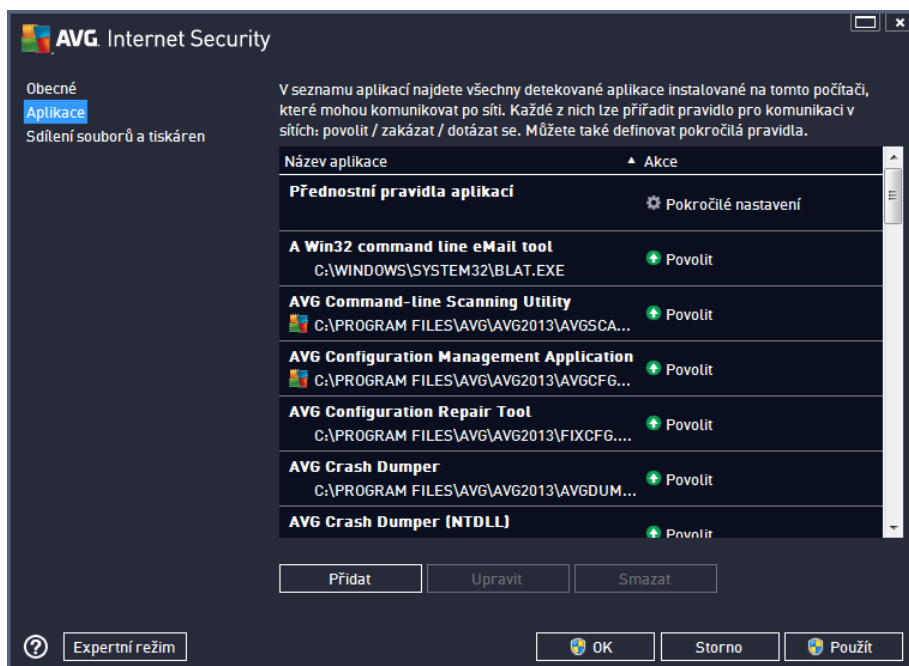 AVG. Internet Security
Obecné
Aplikace
Sdílení souborů a tiskáren
V seznamu aplikací najdete všechny detekované aplikace instalované na tomto počítači,
které mohou komunikovat po síti. Každé z nich lze přiřadit pravidlo pro komunikaci v
sítích: povolit / zakázat / dotázat se. Můžete také definovat pokročilá pravidla.
Název aplikace Akce
Přednostní pravidla aplikací
Pokročilé nastavení
A Win32 command line eMail tool
C:\WINDOWS\SYSTEM32\BLAT.EXE
Povolit
AVG Command-line Scanning Utility
C:\PROGRAM FILES\AVG\AVG2013\AVGSCA...
Povolit
AVG Configuration Management Application
C:\PROGRAM FILES\AVG\AVG2013\AVGCFG...
Povolit
AVG Configuration Repair Tool
C:\PROGRAM FILES\AVG\AVG2013\FIXCFG....
Povolit
AVG Crash Dumper
C:\PROGRAM FILES\AVG\AVG2013\AVGDUM...
Povolit
AVG Crash Dumper (NTDLL)
Povolit
Přidat Upravit Smazat
? Expertní režim OK Storno Použít